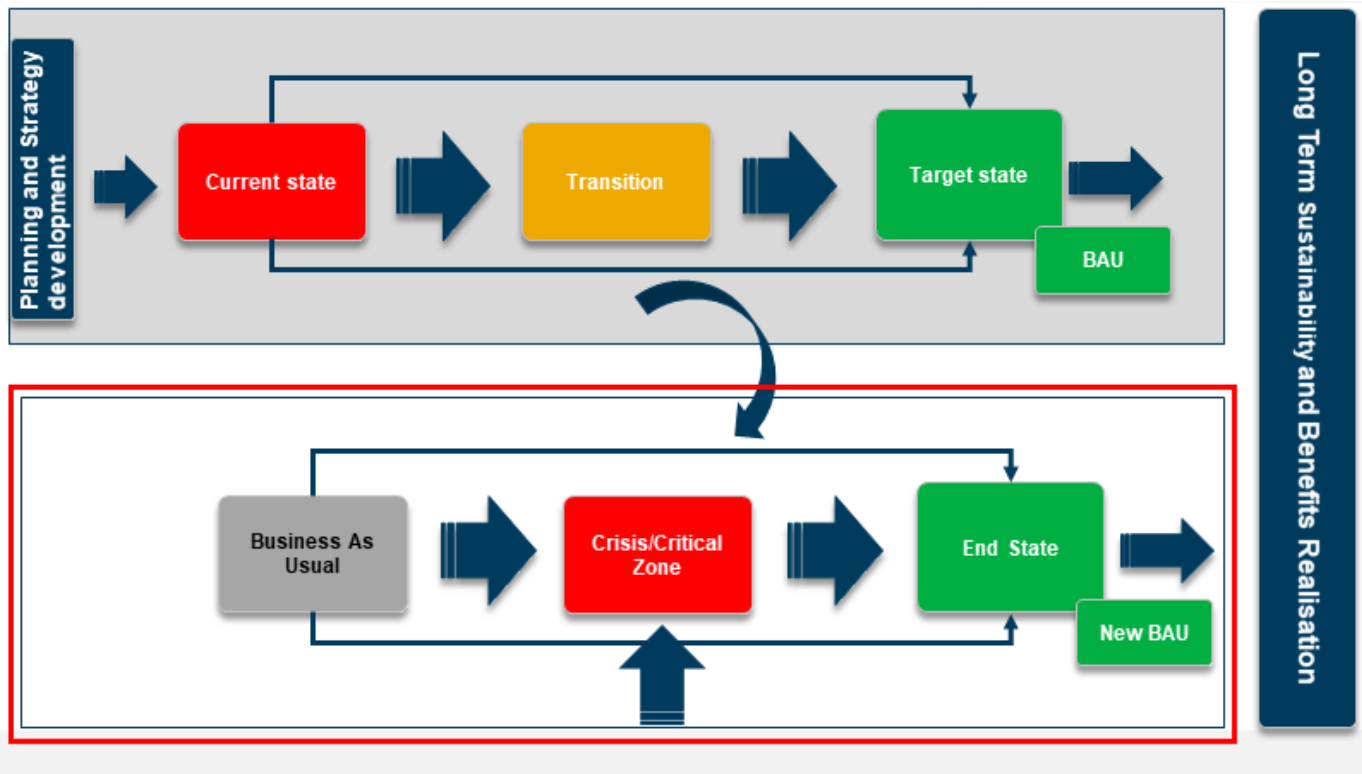 Planning and Strategy
development
Current state
Transition
Target state
BAU
Business As
Usual
Crisis/Critical
Zone
End State
New BAU
Long Term Sustainability and Benefits Realisation